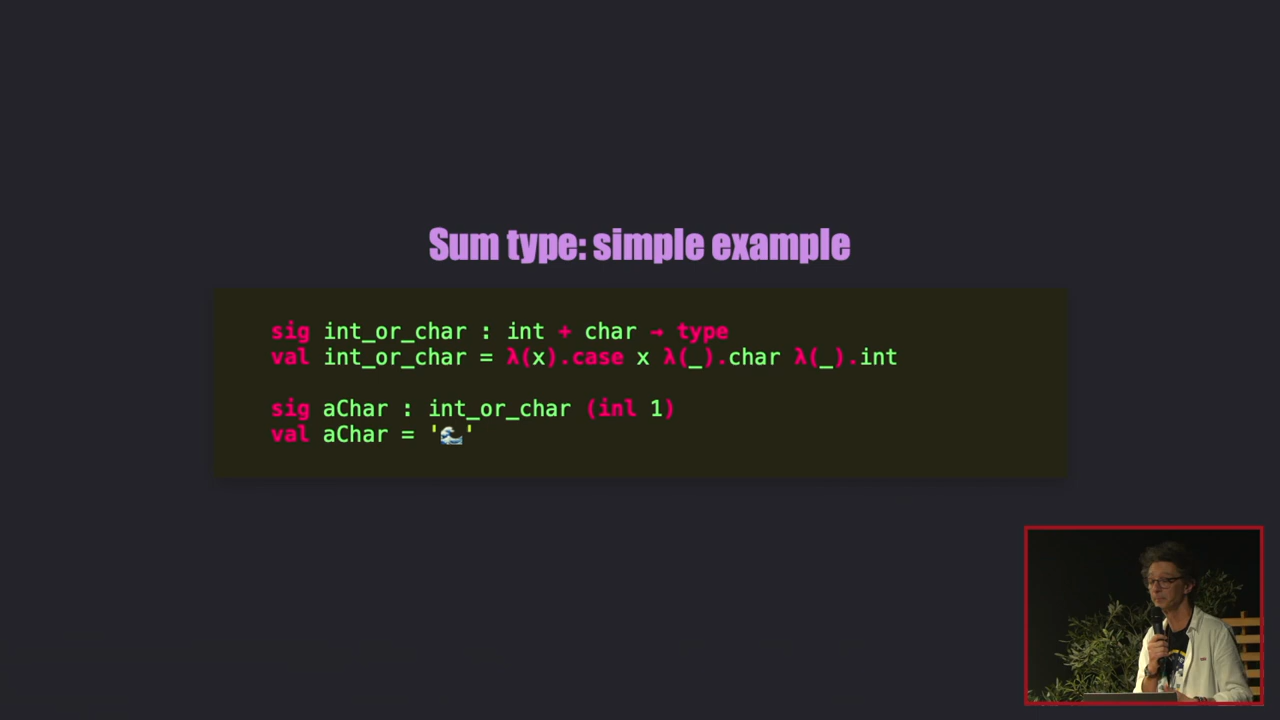 Sum type: simple example
sig int_or_char : int + char → type
val int_or_char = λ(x).case x λ(_).char λ(_).int
sig aChar : int_or_char (inl 1)
val aChar = '🌊'